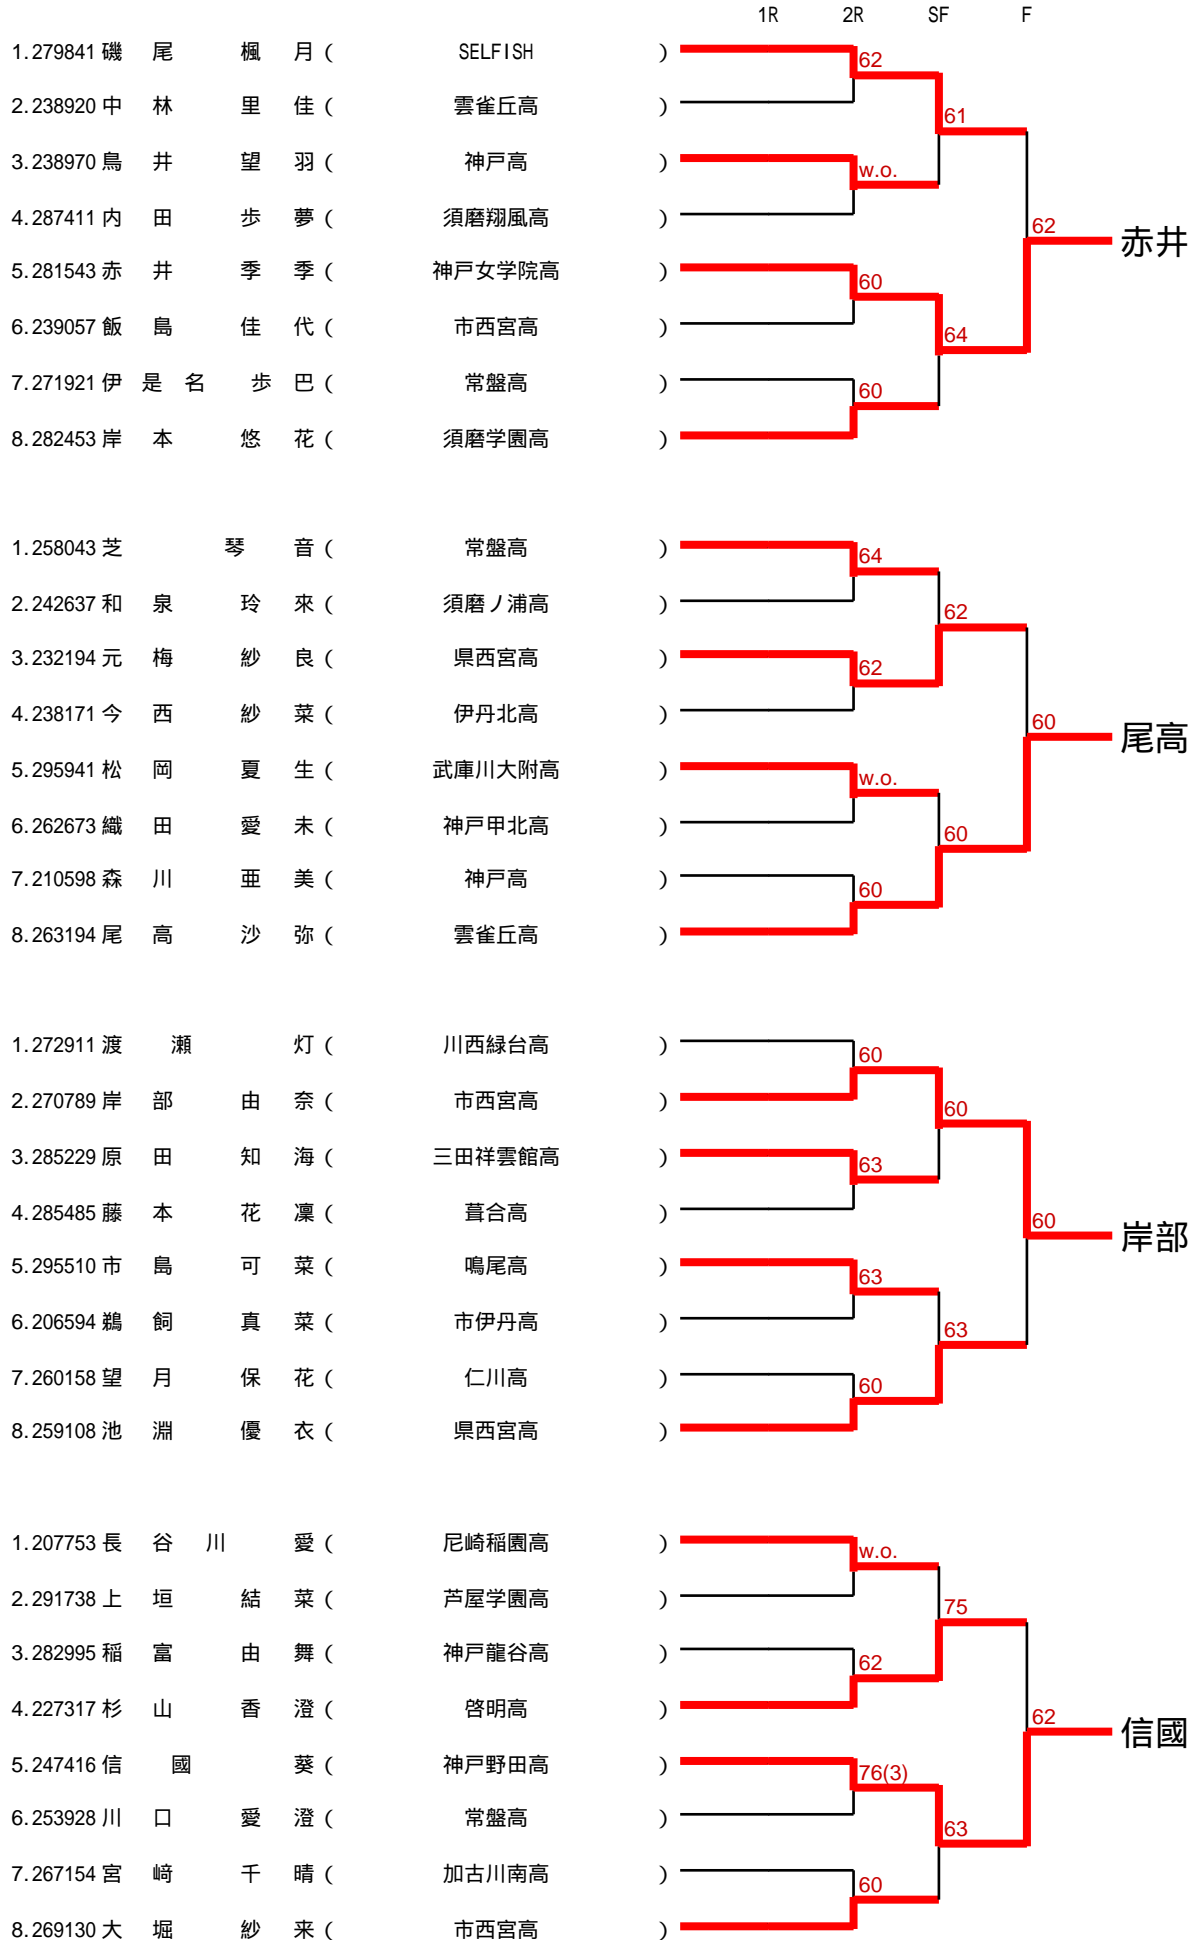 1R 2R SF F
1.279841 磯尾 楓月 ( SELFISH )
62
2.238920 中林 里佳 ( 雲雀丘高 )
61
3.238970 鳥井 望羽 ( 神戸高 )
w.o.
4.287411 内田 歩夢 ( 須磨翔風高 )
62 赤井
5.281543 赤井 季季 ( 神戸女学院高 )
60
6.239057 飯島 佳代 ( 市西宮高 )
64
7.271921 伊是名 歩巴 ( 常盤高 )
60
8.282453 岸本 悠花 ( 須磨学園高 )
1.258043 芝 琴音 ( 常盤高 )
64
2.242637 和泉 玲來 ( 須磨ノ浦高 )
62
3.232194 元梅 紗良 ( 県西宮高 )
62
4.238171 今西 紗菜 ( 伊丹北高 )
60 尾高
5.295941 松岡 夏生 ( 武庫川大附高 )
w.o.
6.262673 織田 愛未 ( 神戸甲北高 )
60
7.210598 森川 亜美 ( 神戸高 )
60
8.263194 尾高 沙弥 ( 雲雀丘高 )
1.272911 渡瀬 灯 ( 川西緑台高 )
60
2.270789 岸部 由奈 ( 市西宮高 )
60
3.285229 原田 知海 ( 三田祥雲館高 )
63
4.285485 藤本 花凜 ( 葺合高 )
60 岸部
5.295510 市島 可菜 ( 鳴尾高 )
63
6.206594 鵜飼 真菜 ( 市伊丹高 )
63
7.260158 望月 保花 ( 仁川高 )
60
8.259108 池淵 優衣 ( 県西宮高 )
1.207753 長谷川 愛 ( 尼崎稲園高 )
w.o.
2.291738 上垣 結菜 ( 芦屋学園高 )
75
3.282995 稲富 由舞 ( 神戸龍谷高 )
62
4.227317 杉山 香澄 ( 啓明高 )
62 信國
5.247416 信國 葵 ( 神戸野田高 )
76(3)
6.253928 川口 愛澄 ( 常盤高 )
63
7.267154 宮﨑 千晴 ( 加古川南高 )
60
8.269130 大堀 紗来 ( 市西宮高 )